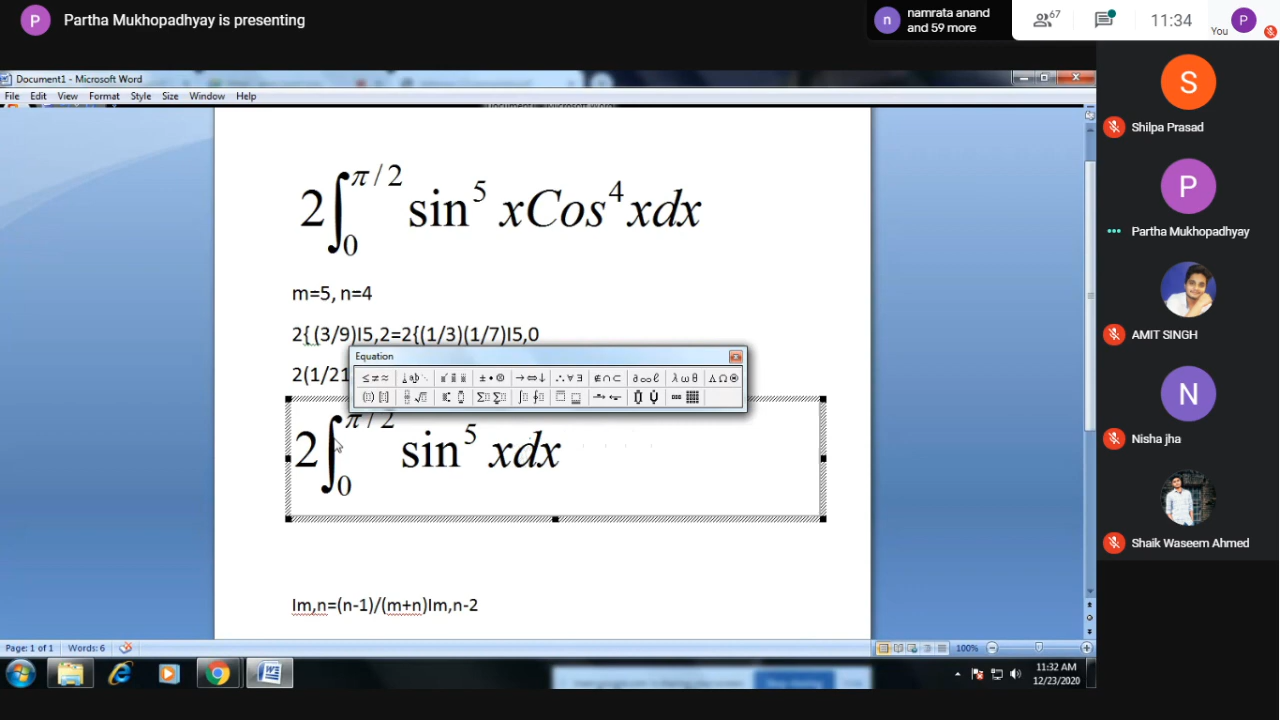 P Partha Mukhopadhyay is presenting
n namrata anand
and 59 more
67
11:34
You
P
Document1 - Microsoft Word
File Edit View Format Style Size Window Help
2∫₀^{π/2} sin⁵ xCos⁴xdx
m=5, n=4
2{ (3/9)I5,2=2{(1/3)(1/7)I5,0
2(1/21
Equation
2∫₀^{π/2} sin⁵ xdx
Im,n=(n-1)/(m+n)Im,n-2
S
Shilpa Prasad
P
Partha Mukhopadhyay
AMIT SINGH
N
Nisha jha
Shaik Waseem Ahmed
Page: 1 of 1 Words: 6 100%
11:32 AM
12/23/2020